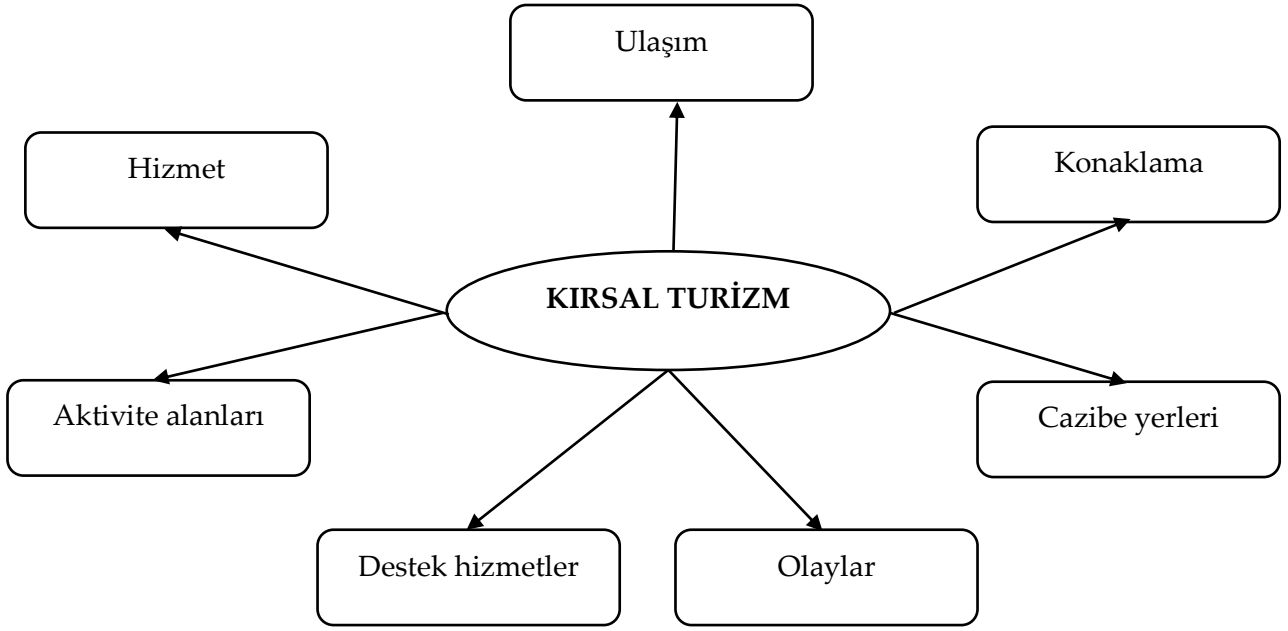 Ulaşım
Hizmet
Konaklama
KIRSAL TURİZM
Aktivite alanları
Cazibe yerleri
Destek hizmetler
Olaylar